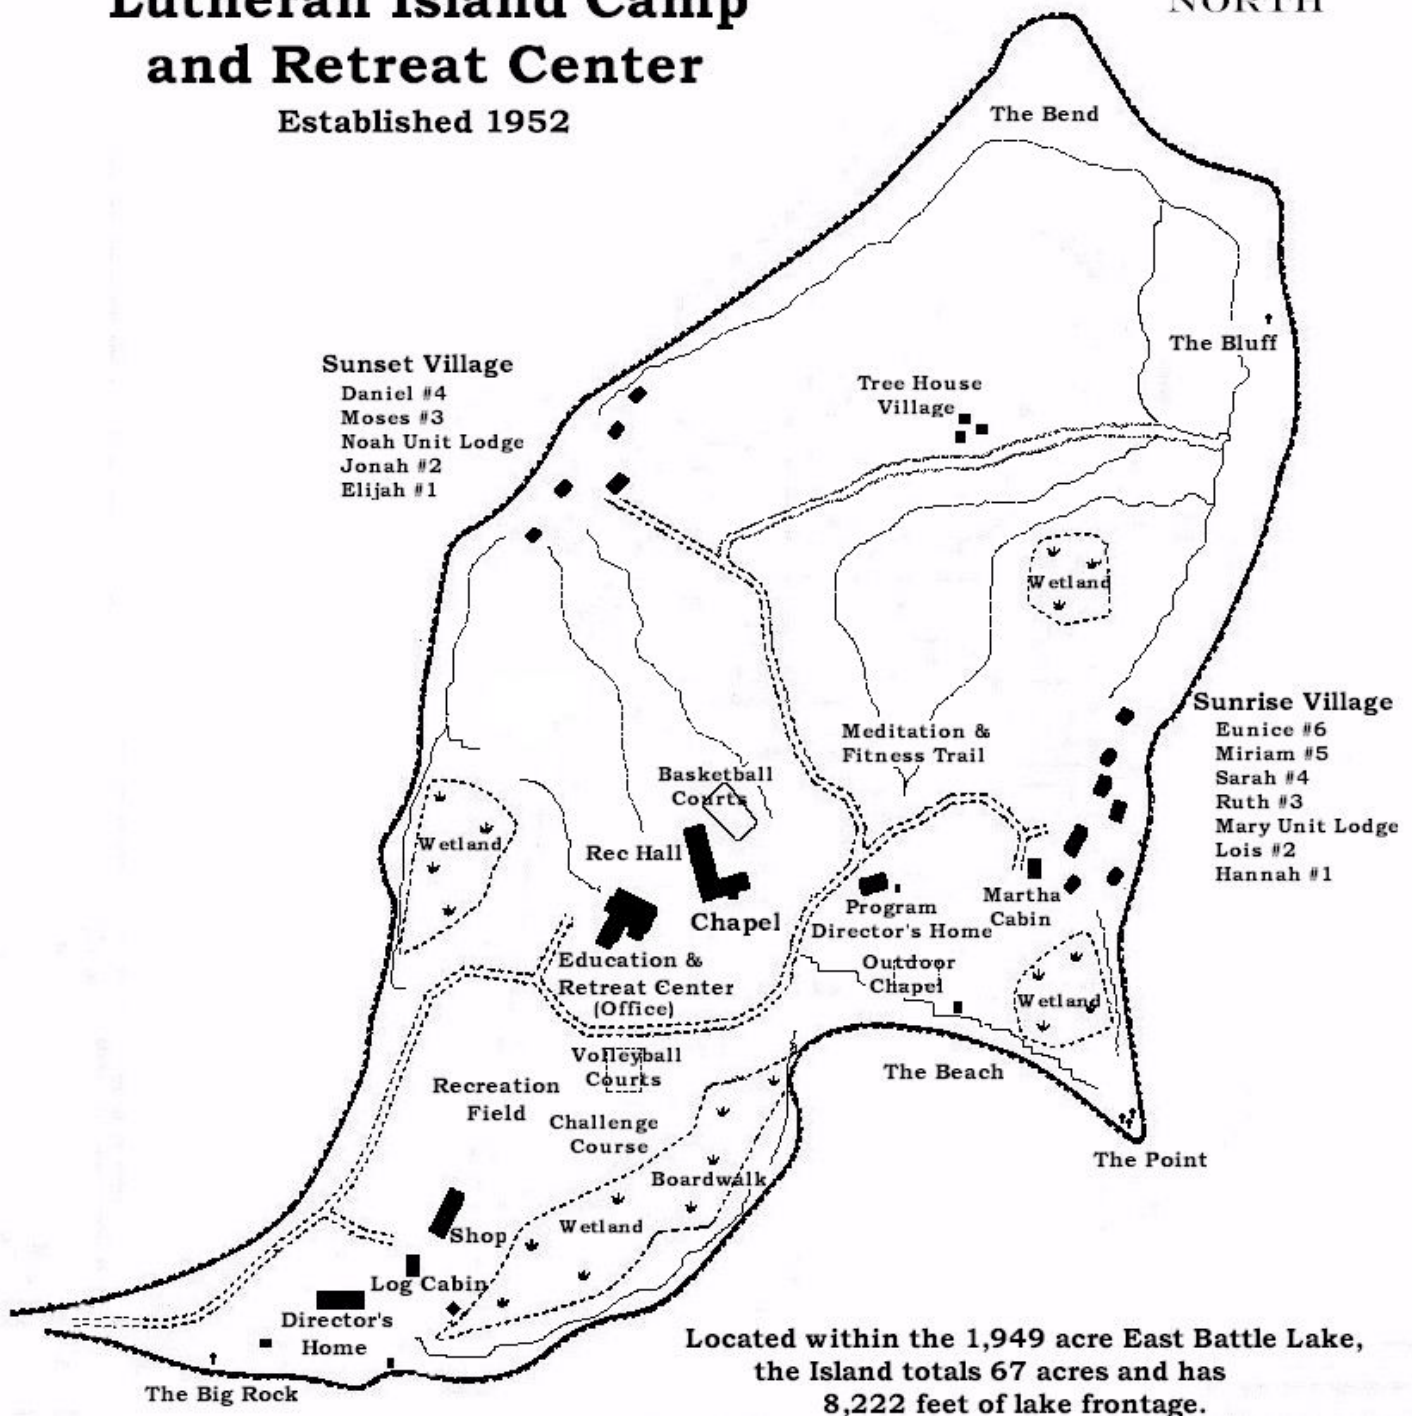 Lutheran Island Camp
and Retreat Center
Established 1952
NORTH
The Bend
The Bluff
Sunset Village
Daniel #4
Moses #3
Noah Unit Lodge
Jonah #2
Elijah #1
Tree House
Village
Wetland
Sunrise Village
Eunice #6
Miriam #5
Sarah #4
Ruth #3
Mary Unit Lodge
Lois #2
Hannah #1
Meditation &
Fitness Trail
Basketball
Courts
Wetland
Rec Hall
Chapel
Martha
Cabin
Program
Director's Home
Education &
Retreat Center
(Office)
Outdoor
Chapel
Wetland
Volleyball
Courts
The Beach
Recreation
Field
Challenge
Course
The Point
Boardwalk
Wetland
Shop
Log Cabin
Director's
Home
The Big Rock
Located within the 1,949 acre East Battle Lake,
the Island totals 67 acres and has
8,222 feet of lake frontage.